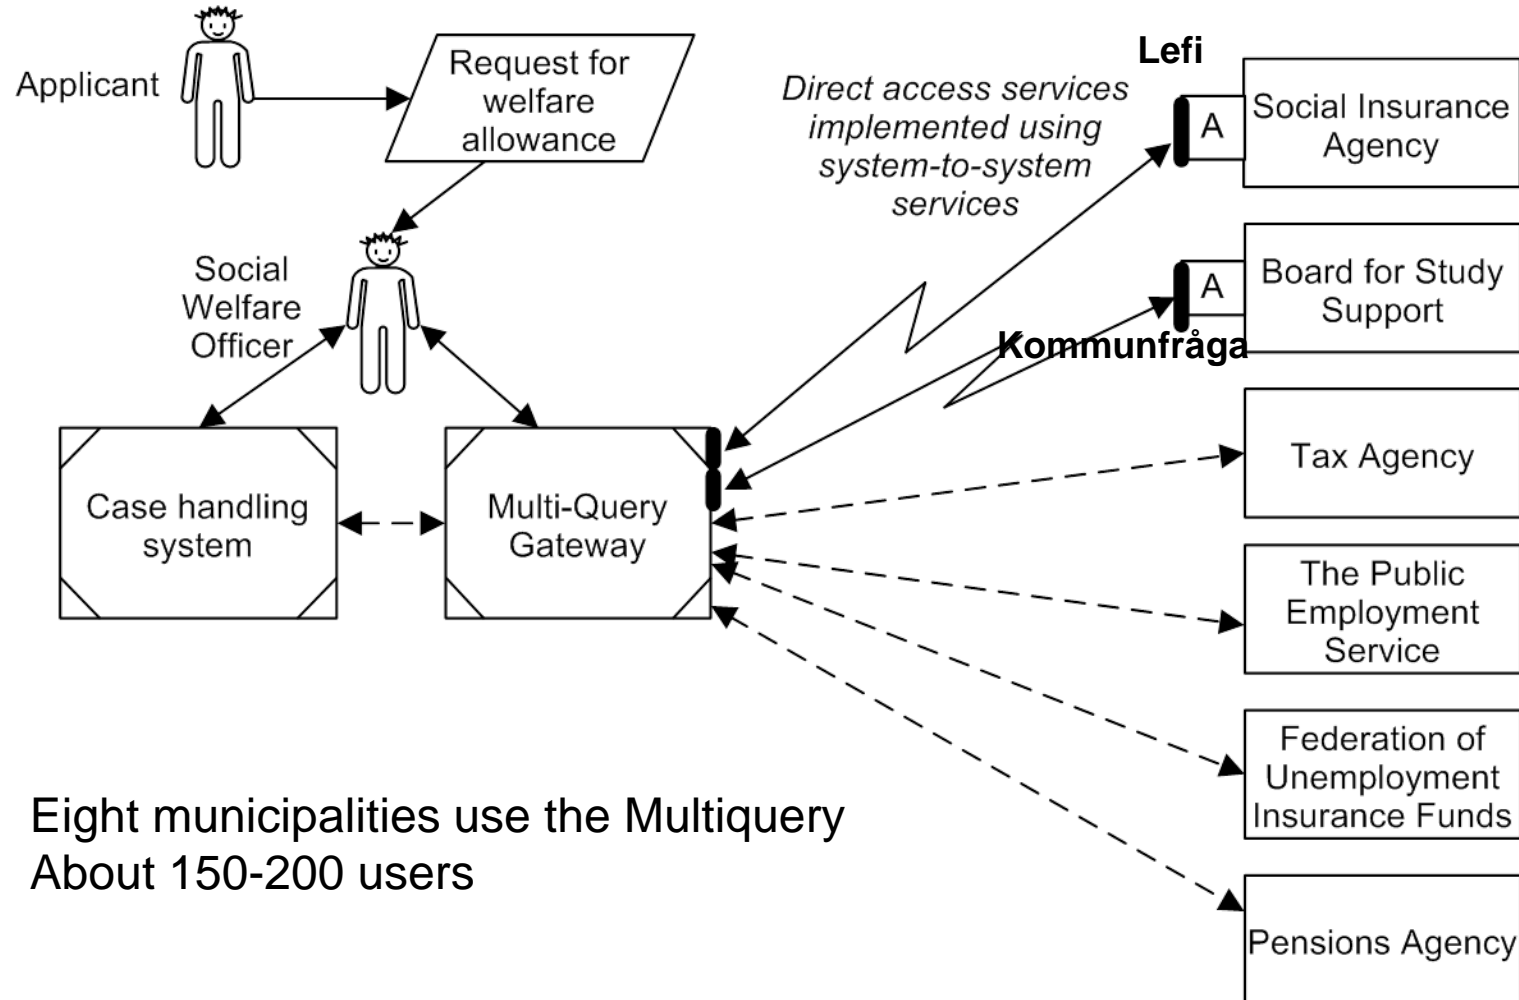 Applicant
Request for
welfare
allowance
Social
Welfare
Officer
Case handling
system
Multi-Query
Gateway
Direct access services
implemented using
system-to-system
services
Lefi
A
Social Insurance
Agency
A
Board for Study
Support
Kommunfråga
Tax Agency
The Public
Employment
Service
Federation of
Unemployment
Insurance Funds
Pensions Agency
Eight municipalities use the Multiquery
About 150-200 users